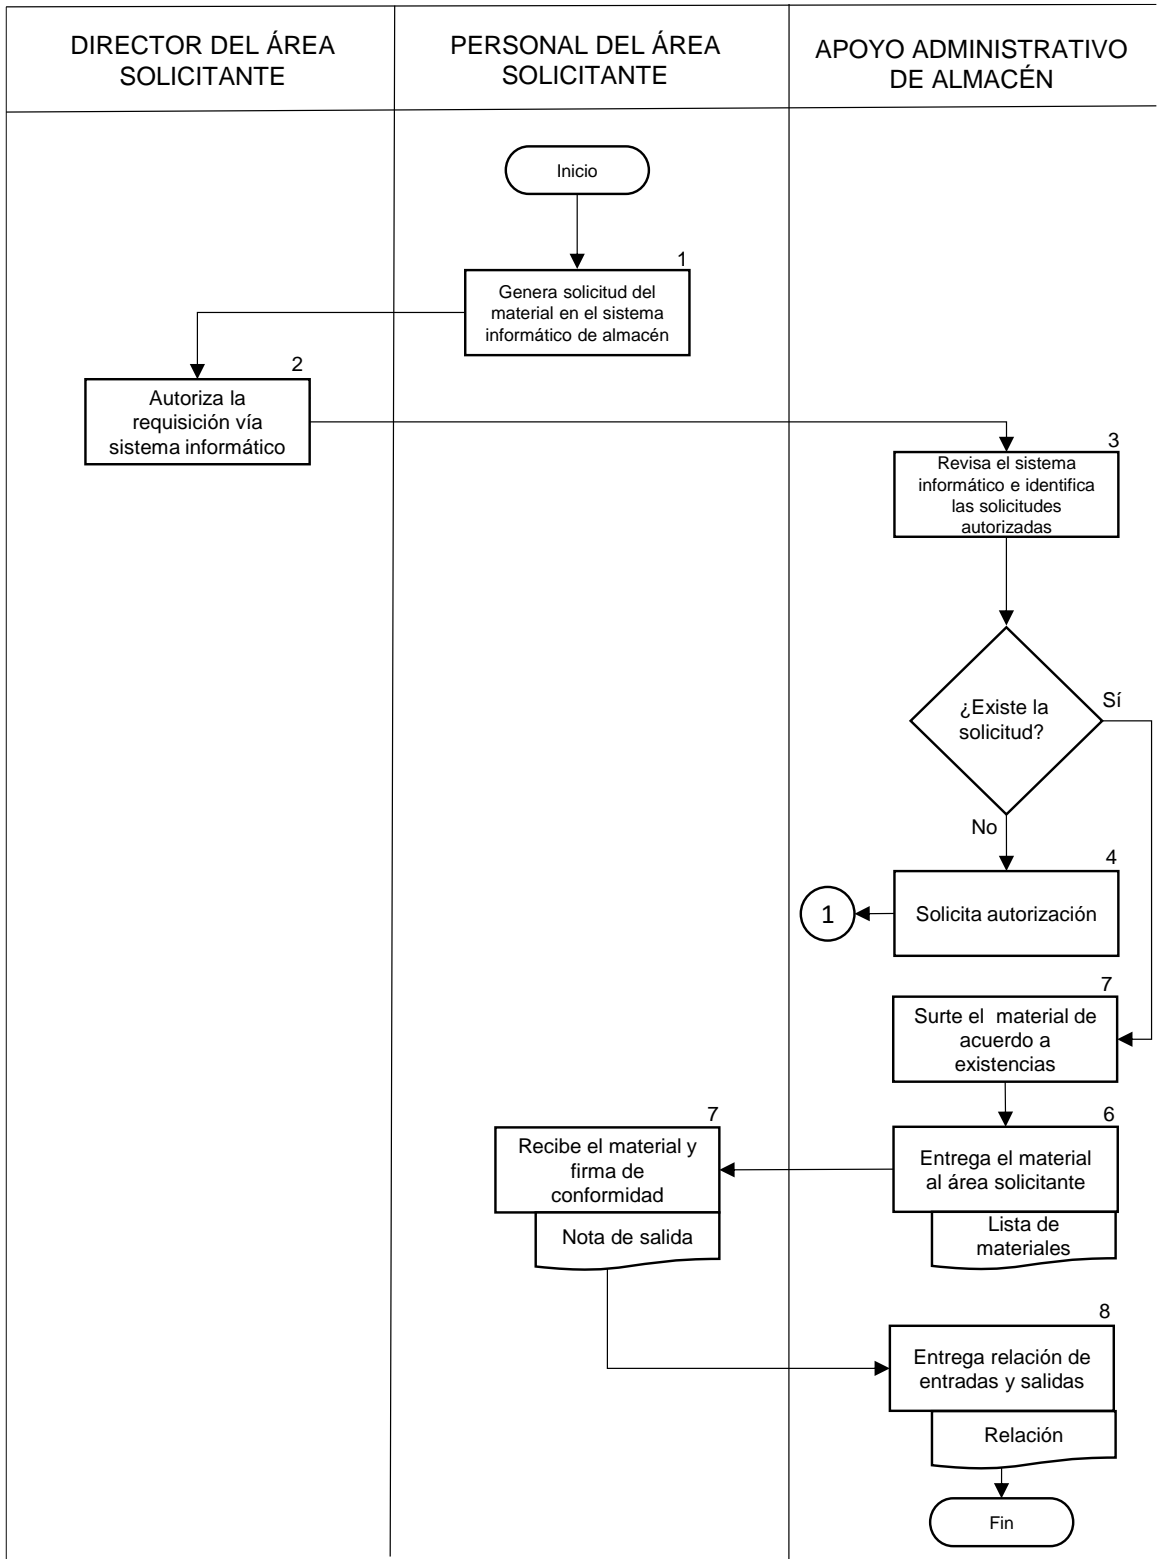 DIRECTOR DEL ÁREA
SOLICITANTE
PERSONAL DEL ÁREA
SOLICITANTE
APOYO ADMINISTRATIVO
DE ALMACÉN
Inicio
1
Genera solicitud del
material en el sistema
informático de almacén
2
Autoriza la
requisición vía
sistema informático
3
Revisa el sistema
informático e identifica
las solicitudes
autorizadas
¿Existe la
solicitud?
Sí
No
4
Solicita autorización
1
7
Surte el material de
acuerdo a
existencias
6
Entrega el material
al área solicitante
Lista de
materiales
7
Recibe el material y
firma de
conformidad
Nota de salida
8
Entrega relación de
entradas y salidas
Relación
Fin